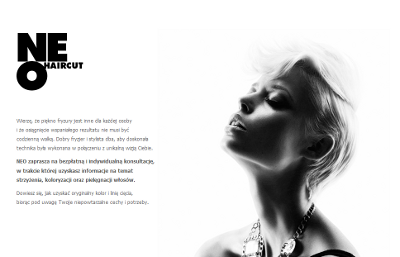 NEO
HAIRCUT
Wierzę, że piękne fryzury jest inne dla każdej osoby
i że osiągnięcie wspaniałego rezultatu nie musi być
codzienną walką. Dobry fryzjer i stylista dba, aby doskonała
technika była wykonana w połączeniu z unikalną wizją Ciebie.
NEO zaprasza na bezpłatną i indywidualną konsultację,
w trakcie której uzyskasz informacje na temat
strzyżenia, koloryzacji oraz pielęgnacji włosów.
Dowiesz się, jak uzyskać oryginalny kolor i linię cięcia,
biorąc pod uwagę Twoje niepowtarzalne cechy i potrzeby.